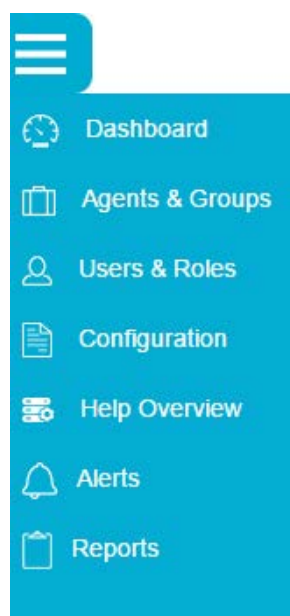 Dashboard
Agents & Groups
Users & Roles
Configuration
Help Overview
Alerts
Reports